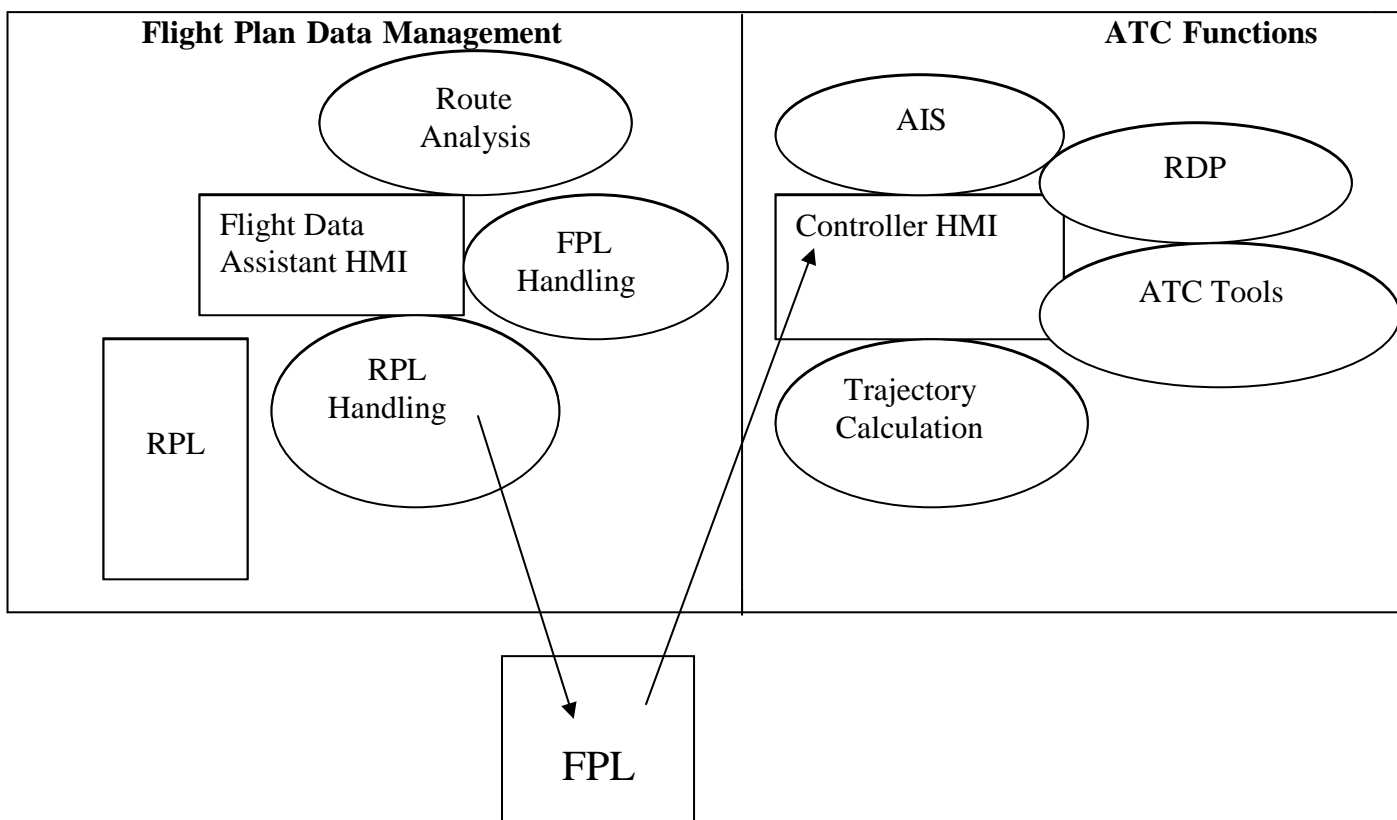 Flight Plan Data Management
ATC Functions
Route
Analysis
AIS
RDP
Flight Data
Assistant HMI
FPL
Handling
Controller HMI
ATC Tools
RPL
Handling
Trajectory
Calculation
RPL
FPL